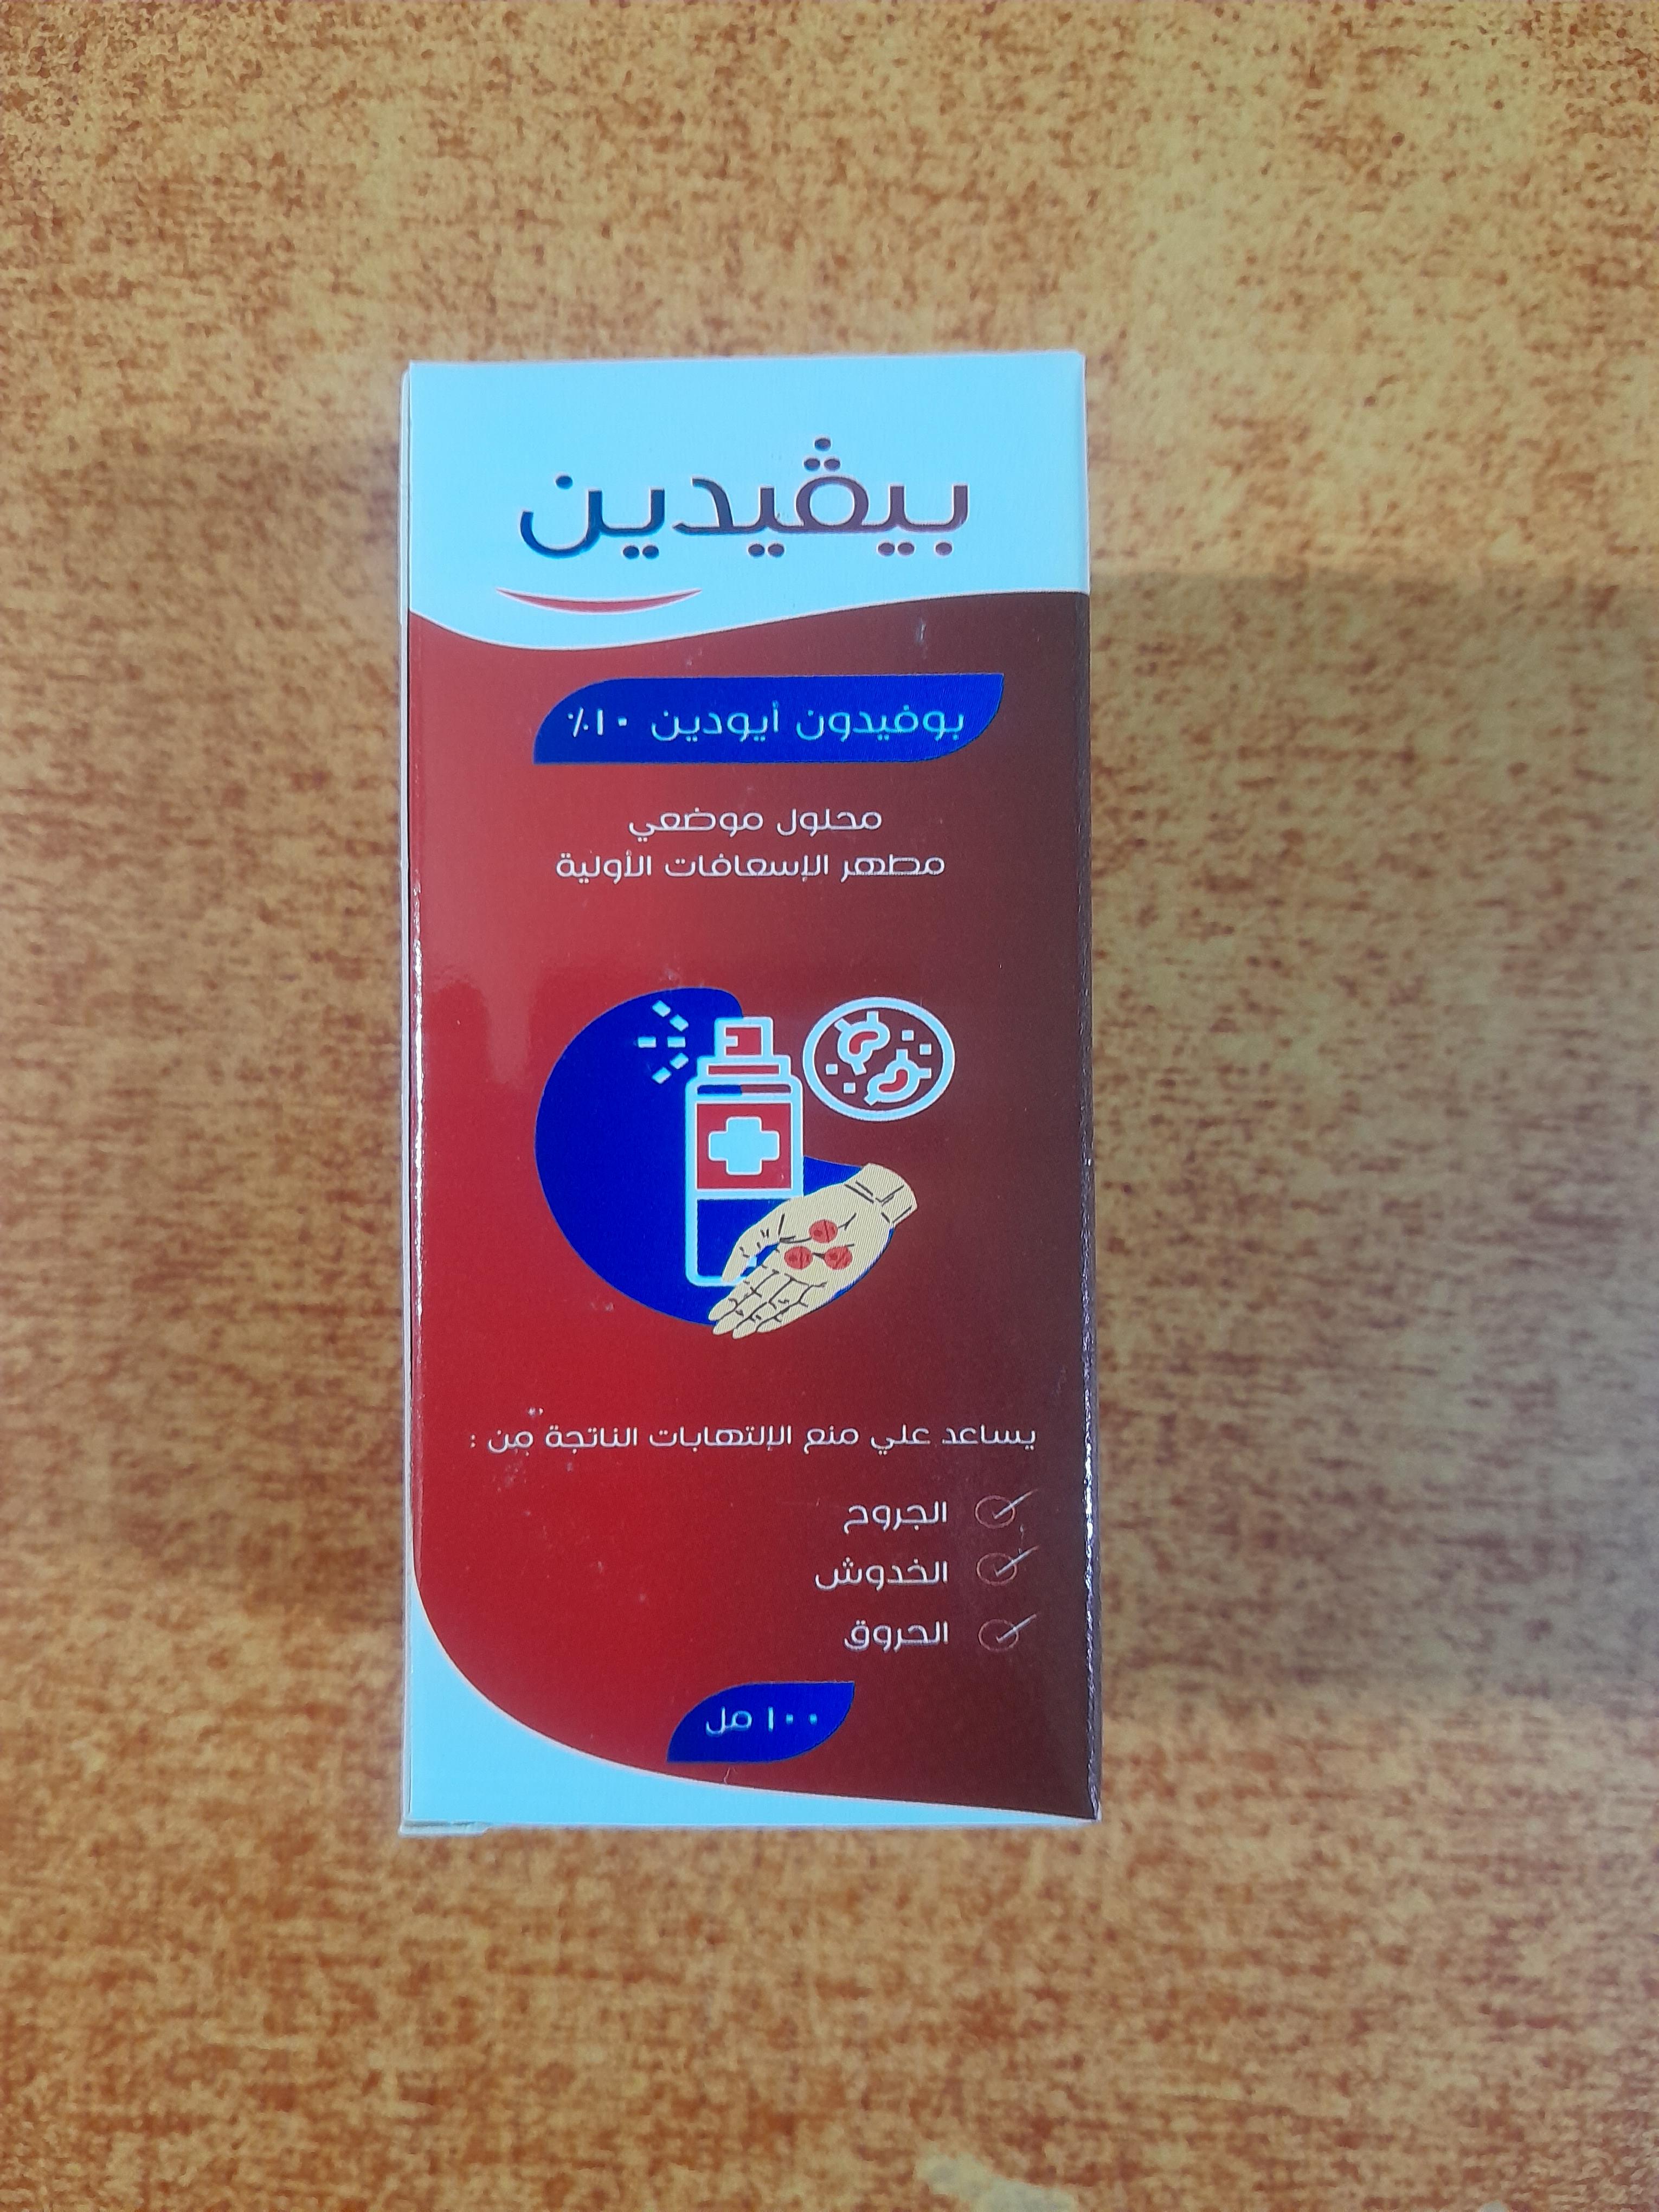 بيڤيدين
بوفيدون أيودين ١٠٪
محلول موضعي
مطهر الإسعافات الأولية
يساعد علي منع الإلتهابات الناتجة من :
الجروح
الخدوش
الحروق
١٠٠ مل